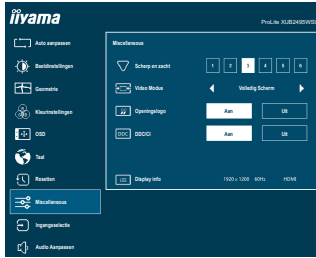 iiyama
ProLite XUB2495WSU
Auto aanpassen
Miscellaneous
Beeldinstellingen
Scherp en zacht 1 2 3 4 5 6
Geometrie
Video Modus Volledig Scherm
Kleurinstellingen
Openingslogo Aan Uit
OSD
DDC DDC/CI Aan Uit
Taal
Resetten
Display info 1920 x 1200 60Hz HDMI
Miscellaneous
Ingangsselectie
Audio Aanpassen